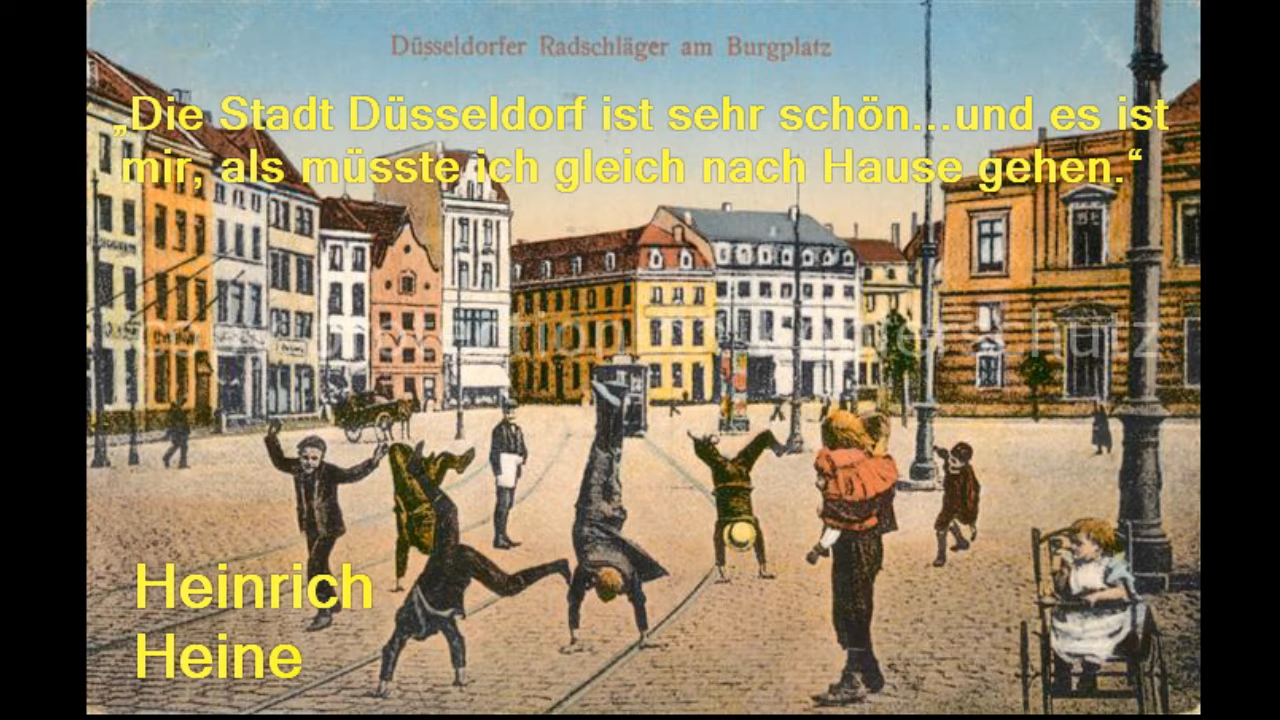 Düsseldorfer Radschläger am Burgplatz
„Die Stadt Düsseldorf ist sehr schön...und es ist
mir, als müsste ich gleich nach Hause gehen.“
Heinrich
Heine